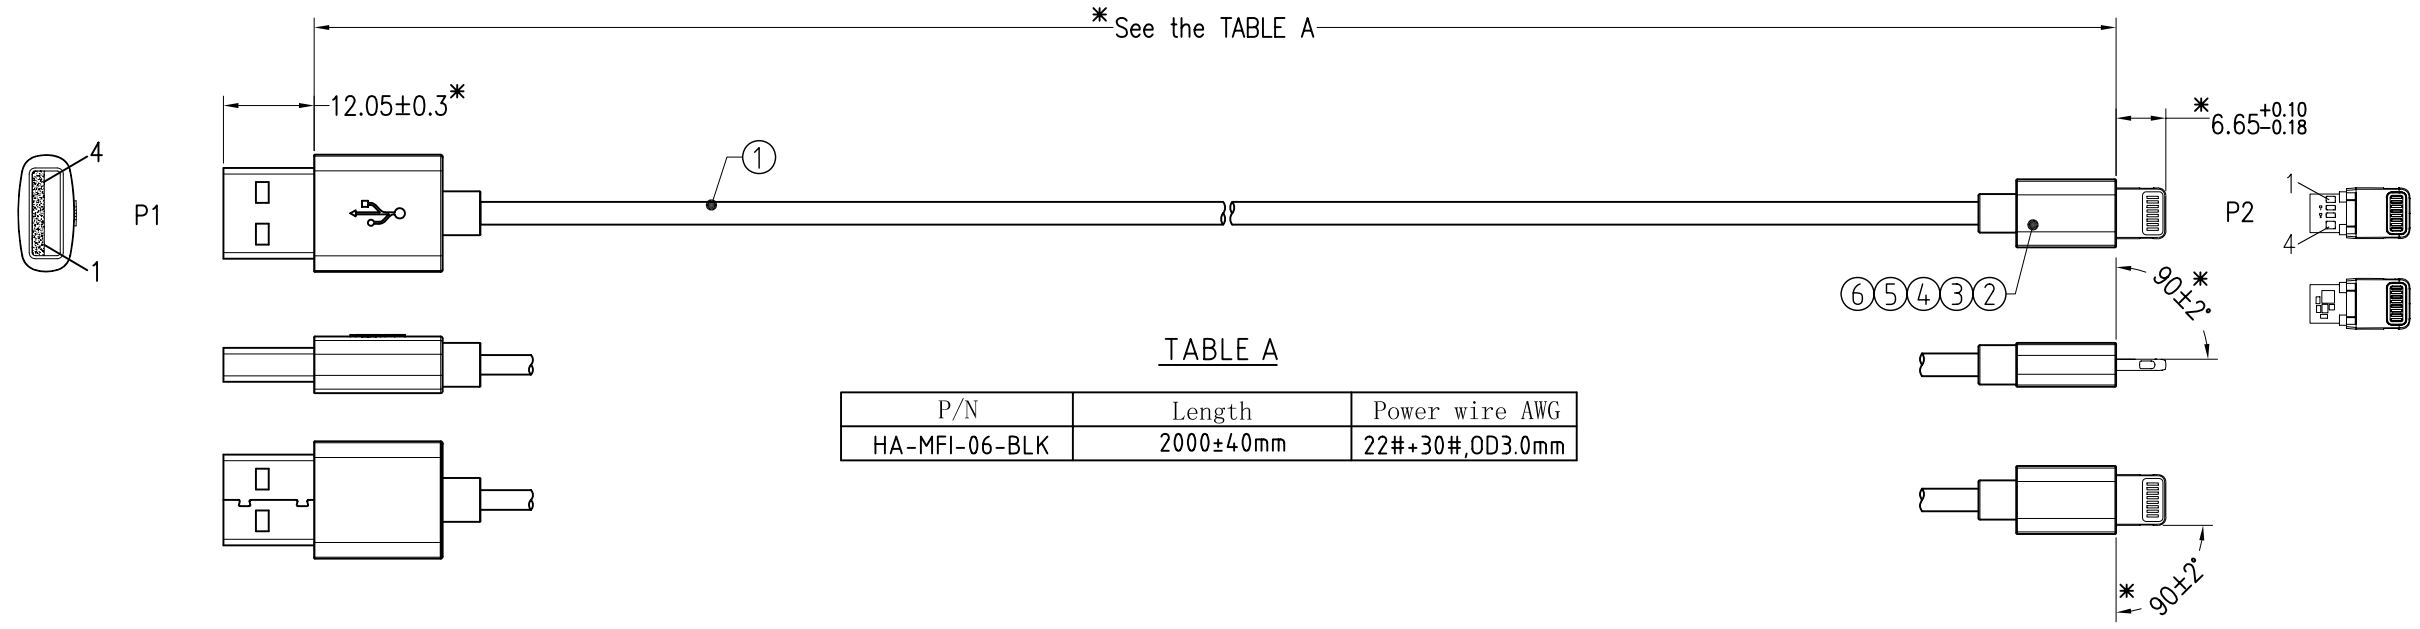 * See the TABLE A
12.05±0.3*
* 6.65 +0.10 -0.18
4
1
P1
1
1
4
P2
6 5 4 3 2
90±2° *
TABLE A
P/N Length Power wire AWG
HA-MFI-06-BLK 2000±40mm 22#+30#,OD3.0mm
* 90±2°